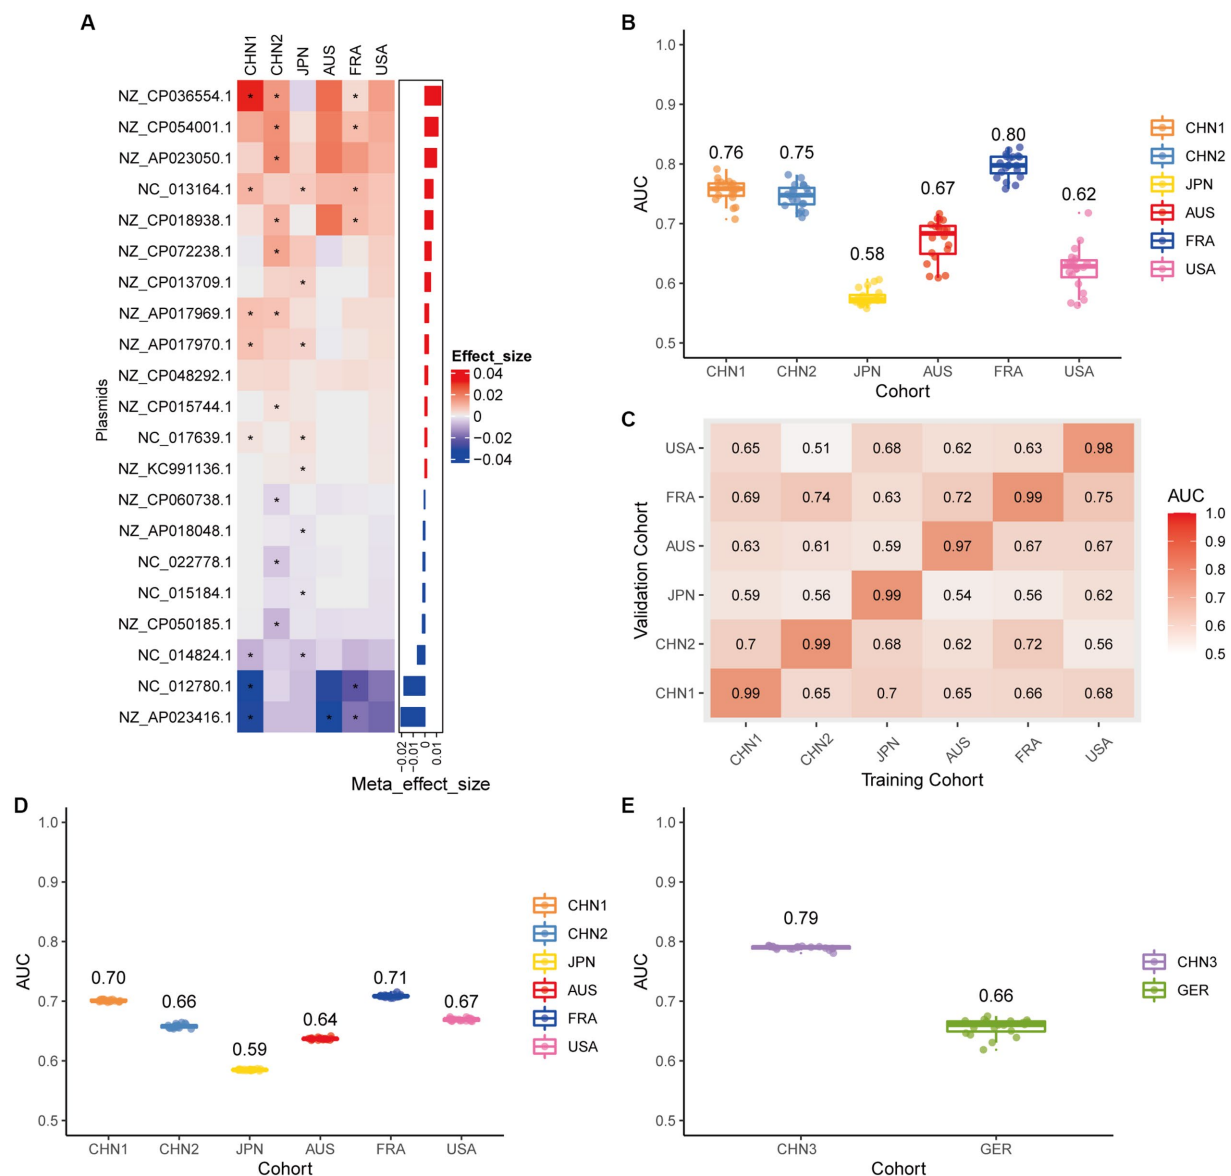 A
CHN1 CHN2 JPN AUS FRA USA
NZ_CP036554.1 * * *
NZ_CP054001.1 * *
NZ_AP023050.1 *
NC_013164.1 * * *
NZ_CP018938.1 * *
NZ_CP072238.1 *
NZ_CP013709.1 *
NZ_AP017969.1 * *
NZ_AP017970.1 * *
NZ_CP048292.1
NZ_CP015744.1 *
NC_017639.1 * *
NZ_KC991136.1 *
NZ_CP060738.1 *
NZ_AP018048.1 *
NC_022778.1 *
NC_015184.1 *
NZ_CP050185.1 *
NC_014824.1 * *
NC_012780.1 * *
NZ_AP023416.1 * * *
Plasmids
−0.02 −0.01 0 0.01
Meta_effect_size
Effect_size
0.04
0.02
0
−0.02
−0.04
B
1.0
0.9
0.8
0.7
0.6
0.5
AUC
0.76 0.75 0.58 0.67 0.80 0.62
CHN1 CHN2 JPN AUS FRA USA
Cohort
CHN1
CHN2
JPN
AUS
FRA
USA
C
Validation Cohort
USA 0.65 0.51 0.68 0.62 0.63 0.98
FRA 0.69 0.74 0.63 0.72 0.99 0.75
AUS 0.63 0.61 0.59 0.97 0.67 0.67
JPN 0.59 0.56 0.99 0.54 0.56 0.62
CHN2 0.7 0.99 0.68 0.62 0.72 0.56
CHN1 0.99 0.65 0.7 0.65 0.66 0.68
CHN1 CHN2 JPN AUS FRA USA
Training Cohort
AUC
1.0
0.9
0.8
0.7
0.6
0.5
D
1.0
0.9
0.8
0.7
0.6
0.5
AUC
0.70 0.66 0.59 0.64 0.71 0.67
CHN1 CHN2 JPN AUS FRA USA
Cohort
CHN1
CHN2
JPN
AUS
FRA
USA
E
1.0
0.9
0.8
0.7
0.6
0.5
AUC
0.79 0.66
CHN3 GER
Cohort
CHN3
GER